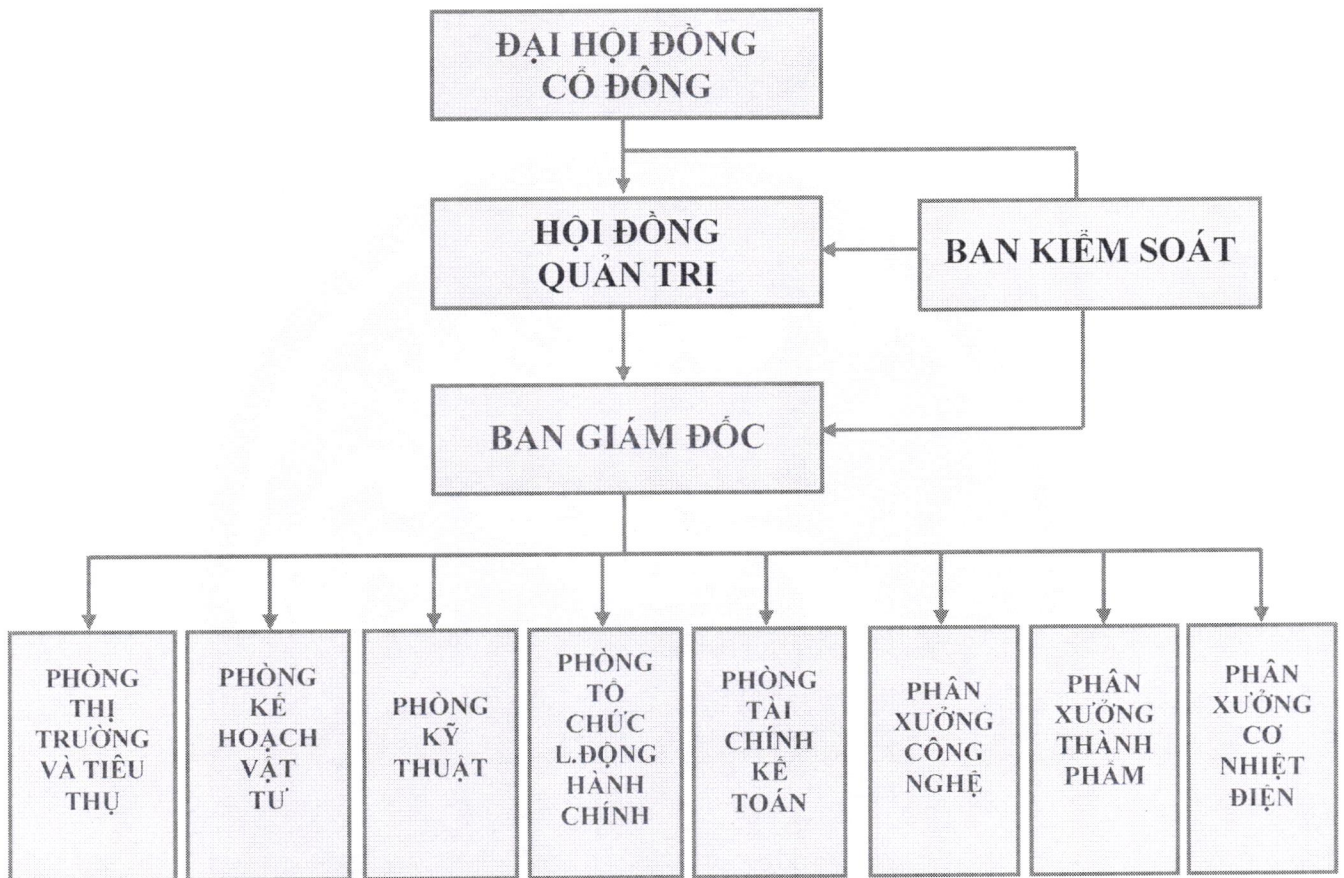 ĐẠI HỘI ĐỒNG
CỔ ĐÔNG
HỘI ĐỒNG
QUẢN TRỊ
BAN KIỂM SOÁT
BAN GIÁM ĐỐC
PHÒNG
THỊ
TRƯỜNG
VÀ TIÊU
THỤ
PHÒNG
KẾ
HOẠCH
VẬT
TƯ
PHÒNG
KỸ
THUẬT
PHÒNG
TỔ
CHỨC
L.ĐỘNG
HÀNH
CHÍNH
PHÒNG
TÀI
CHÍNH
KẾ
TOÁN
PHÂN
XƯỞNG
CÔNG
NGHỆ
PHÂN
XƯỞNG
THÀNH
PHẨM
PHÂN
XƯỞNG
CƠ
NHIỆT
ĐIỆN